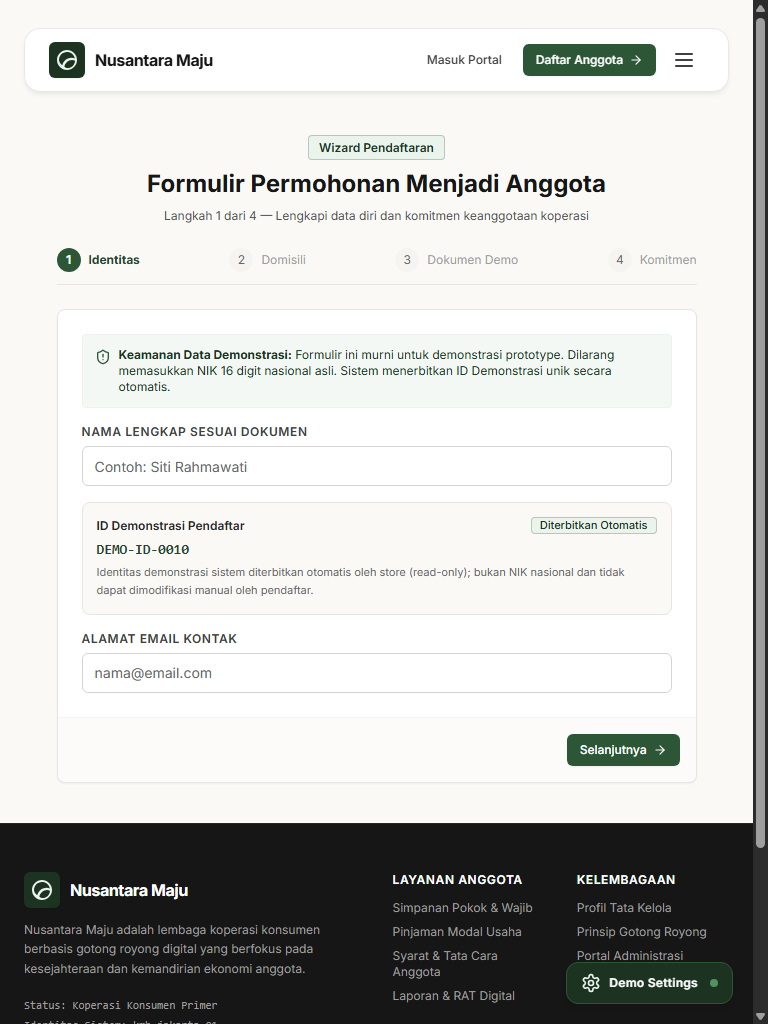 Nusantara Maju
Masuk Portal
Daftar Anggota
Wizard Pendaftaran
Formulir Permohonan Menjadi Anggota
Langkah 1 dari 4 — Lengkapi data diri dan komitmen keanggotaan koperasi
1 Identitas
2 Domisili
3 Dokumen Demo
4 Komitmen
Keamanan Data Demonstrasi: Formulir ini murni untuk demonstrasi prototype. Dilarang
memasukkan NIK 16 digit nasional asli. Sistem menerbitkan ID Demonstrasi unik secara
otomatis.
NAMA LENGKAP SESUAI DOKUMEN
Contoh: Siti Rahmawati
ID Demonstrasi Pendaftar
Diterbitkan Otomatis
DEMO-ID-0010
Identitas demonstrasi sistem diterbitkan otomatis oleh store (read-only); bukan NIK nasional dan tidak
dapat dimodifikasi manual oleh pendaftar.
ALAMAT EMAIL KONTAK
nama@email.com
Selanjutnya
Nusantara Maju
Nusantara Maju adalah lembaga koperasi konsumen
berbasis gotong royong digital yang berfokus pada
kesejahteraan dan kemandirian ekonomi anggota.
Status: Koperasi Konsumen Primer
LAYANAN ANGGOTA
Simpanan Pokok & Wajib
Pinjaman Modal Usaha
Syarat & Tata Cara
Anggota
Laporan & RAT Digital
KELEMBAGAAN
Profil Tata Kelola
Prinsip Gotong Royong
Portal Administrasi
Demo Settings